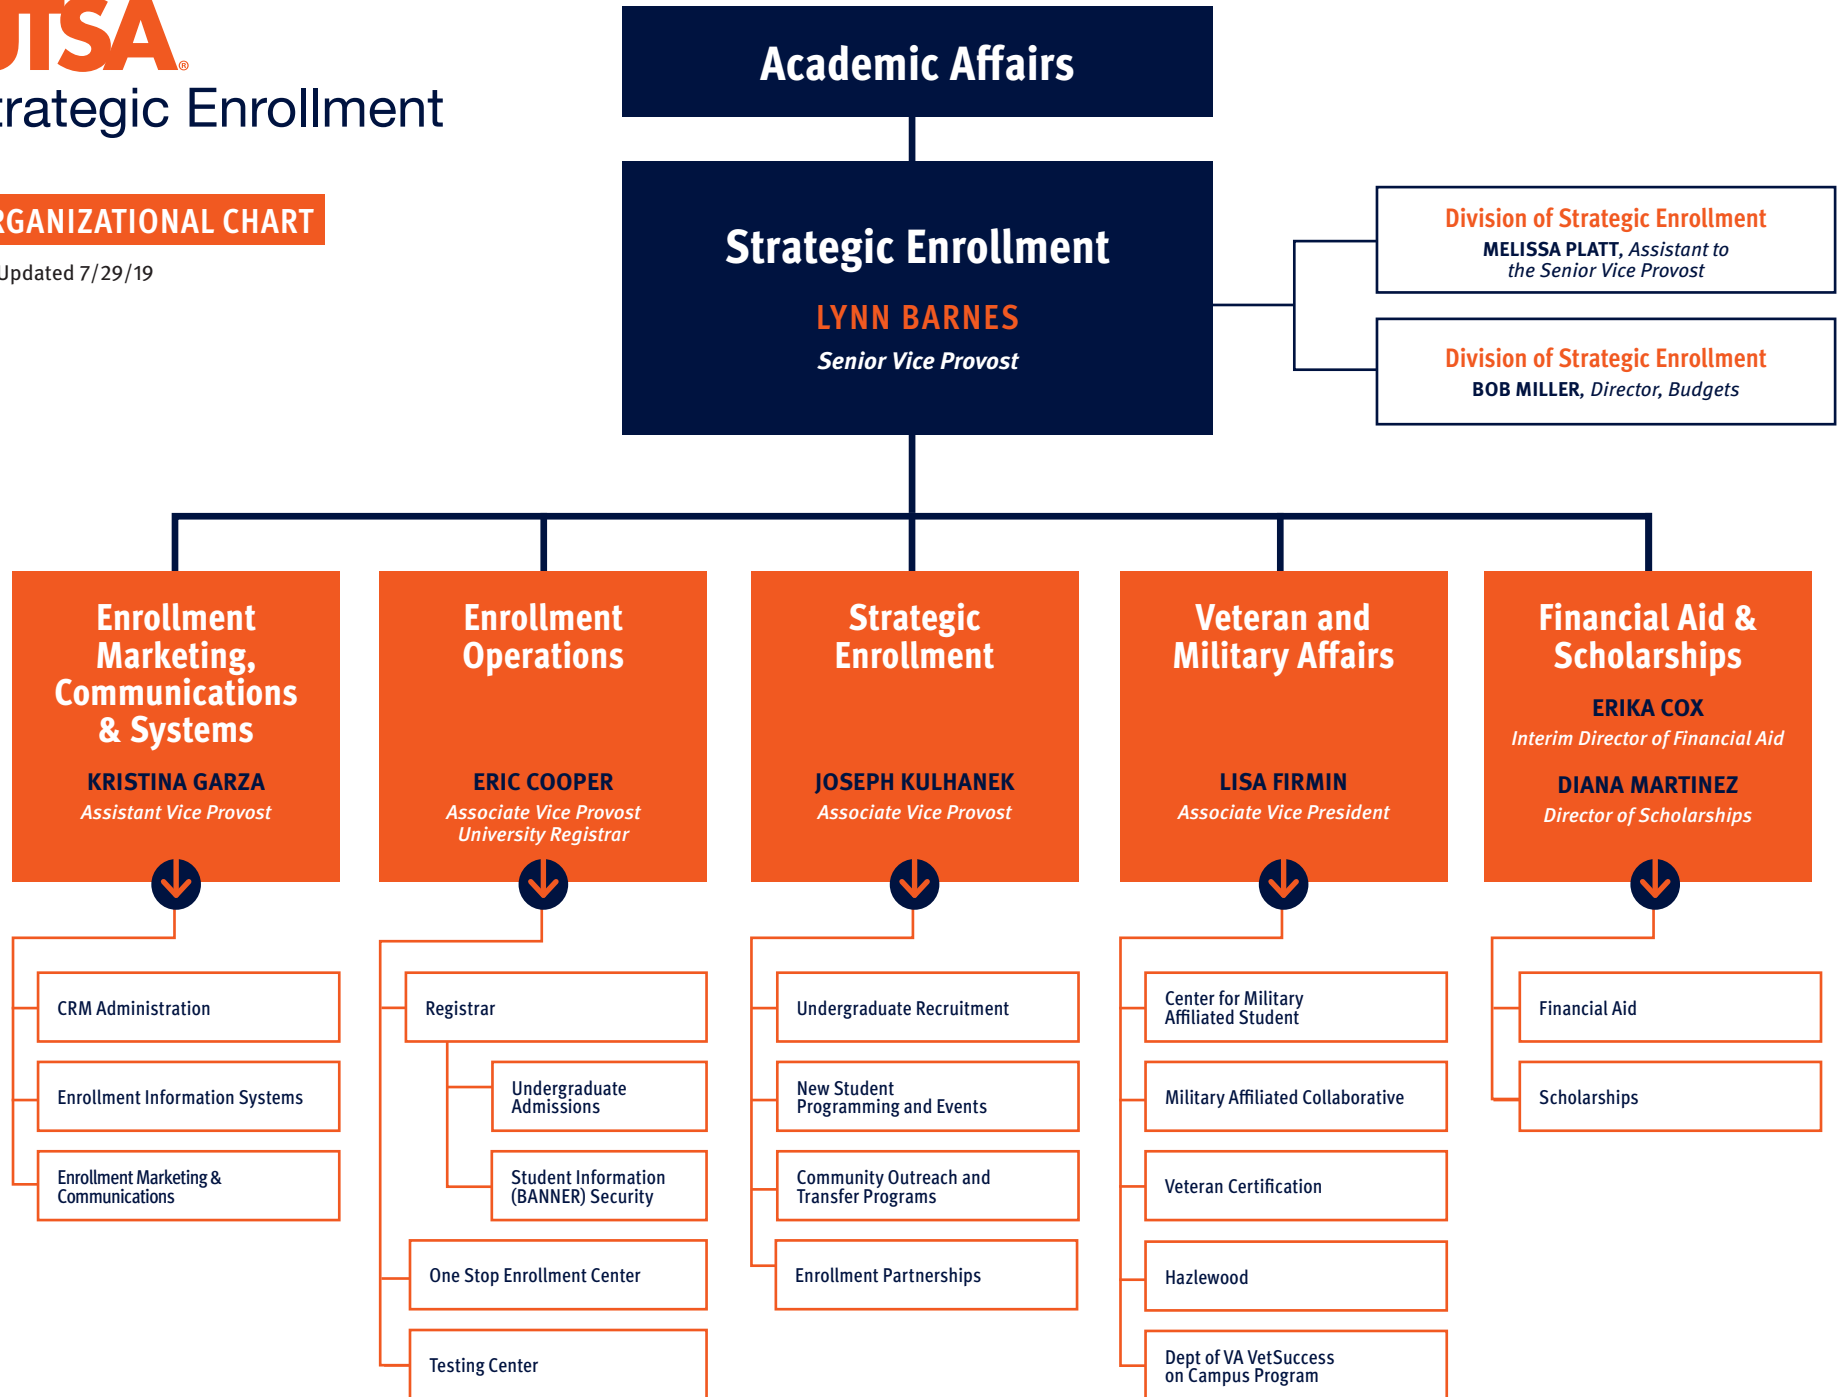 UTSA®
trategic Enrollment
RGANIZATIONAL CHART
Updated 7/29/19
Academic Affairs
Strategic Enrollment
LYNN BARNES
Senior Vice Provost
Division of Strategic Enrollment
MELISSA PLATT, Assistant to
the Senior Vice Provost
Division of Strategic Enrollment
BOB MILLER, Director, Budgets
Enrollment
Marketing,
Communications
& Systems
KRISTINA GARZA
Assistant Vice Provost
CRM Administration
Enrollment Information Systems
Enrollment Marketing &
Communications
Enrollment
Operations
ERIC COOPER
Associate Vice Provost
University Registrar
Registrar
Undergraduate
Admissions
Student Information
(BANNER) Security
One Stop Enrollment Center
Testing Center
Strategic
Enrollment
JOSEPH KULHANEK
Associate Vice Provost
Undergraduate Recruitment
New Student
Programming and Events
Community Outreach and
Transfer Programs
Enrollment Partnerships
Veteran and
Military Affairs
LISA FIRMIN
Associate Vice President
Center for Military
Affiliated Student
Military Affiliated Collaborative
Veteran Certification
Hazlewood
Dept of VA VetSuccess
on Campus Program
Financial Aid &
Scholarships
ERIKA COX
Interim Director of Financial Aid
DIANA MARTINEZ
Director of Scholarships
Financial Aid
Scholarships